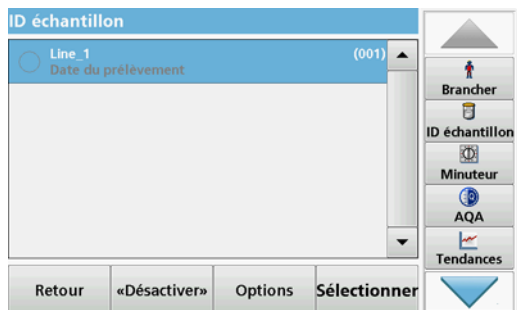 ID échantillon
Line_1 (001)
Date du prélèvement
Retour «Désactiver» Options Sélectionner
Brancher
ID échantillon
Minuteur
AQA
Tendances